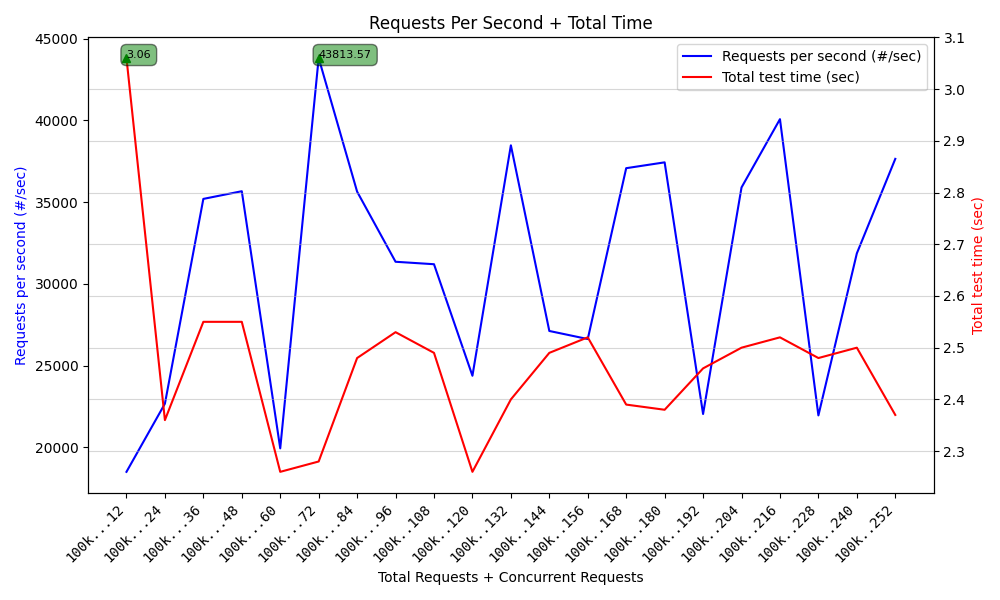 Requests Per Second + Total Time
3.06
43813.57
Requests per second (#/sec)
Total test time (sec)
45000
40000
35000
30000
25000
20000
Requests per second (#/sec)
3.1
3.0
2.9
2.8
2.7
2.6
2.5
2.4
2.3
Total test time (sec)
100k...12
100k...24
100k...36
100k...48
100k...60
100k...72
100k...84
100k...96
100k..108
100k..120
100k..132
100k..144
100k..156
100k..168
100k..180
100k..192
100k..204
100k..216
100k..228
100k..240
100k..252
Total Requests + Concurrent Requests